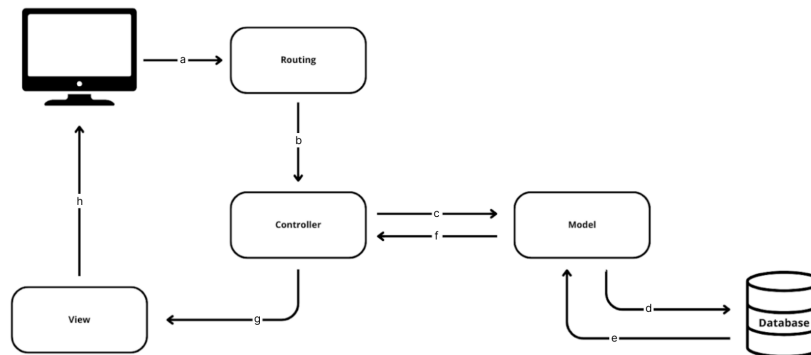 a
Routing
b
Controller
c
f
Model
h
View
g
d
e
Database